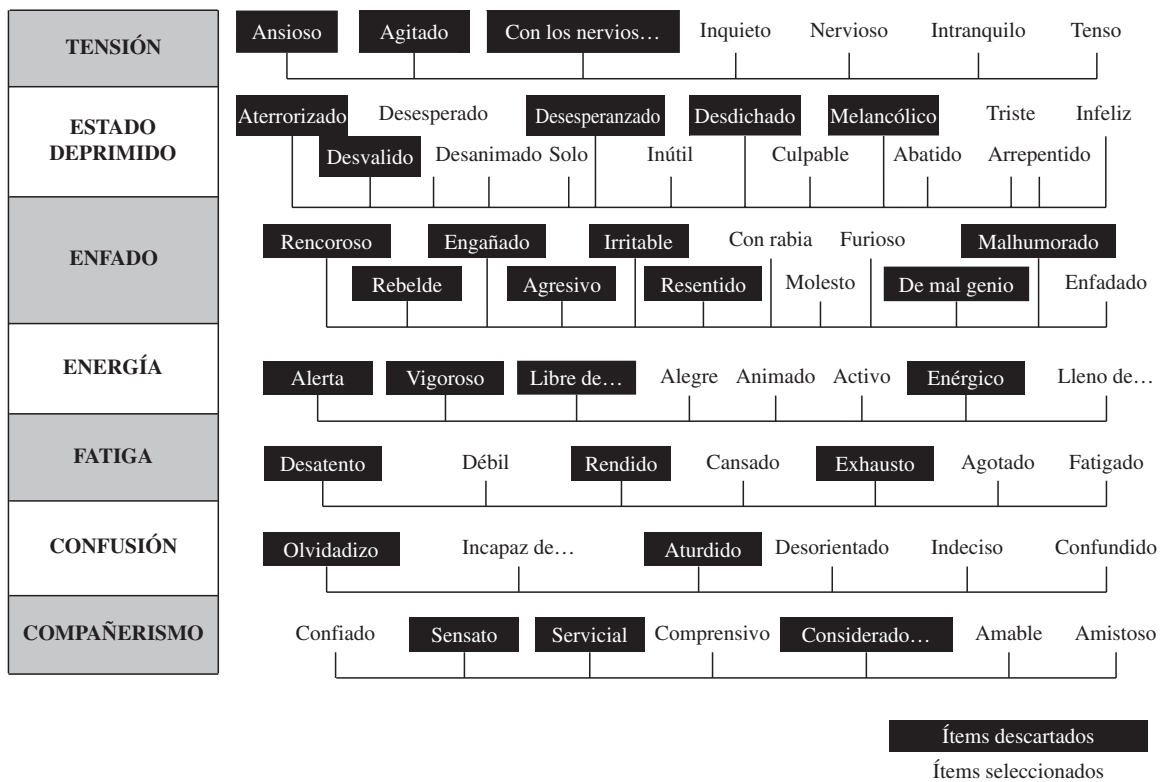 TENSIÓN
Ansioso Agitado Con los nervios… Inquieto Nervioso Intranquilo Tenso
ESTADO
DEPRIMIDO
Aterrorizado Desesperado Desesperanzado Desdichado Melancólico Triste Infeliz
Desvalido Desanimado Solo Inútil Culpable Abatido Arrepentido
ENFADO
Rencoroso Engañado Irritable Con rabia Furioso Malhumorado
Rebelde Agresivo Resentido Molesto De mal genio Enfadado
ENERGÍA
Alerta Vigoroso Libre de… Alegre Animado Activo Enérgico Lleno de…
FATIGA
Desatento Débil Rendido Cansado Exhausto Agotado Fatigado
CONFUSIÓN
Olvidadizo Incapaz de… Aturdido Desorientado Indeciso Confundido
COMPAÑERISMO
Confiado Sensato Servicial Comprensivo Considerado… Amable Amistoso
Ítems descartados
Ítems seleccionados